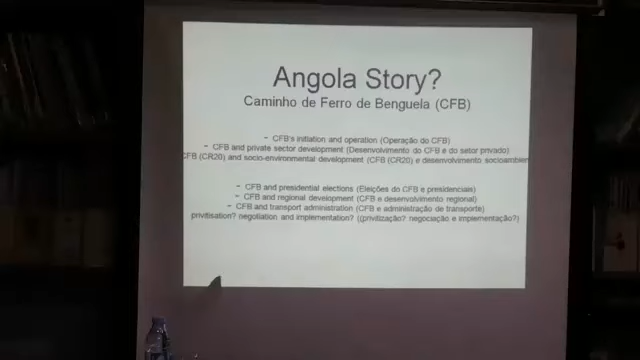 Angola Story?
Caminho de Ferro de Benguela (CFB)
- CFB's initiation and operation (Operação do CFB)
- CFB and private sector development (Desenvolvimento do CFB e do setor privado)
CFB (CR20) and socio-environmental development (CFB (CR20) e desenvolvimento socioambien
- CFB and presidential elections (Eleições do CFB e presidenciais)
- CFB and regional development (CFB e desenvolvimento regional)
- CFB and transport administration (CFB e administração de transporte)
privitisation? negotiation and implementation? ((privitização? negociação e implementação?)